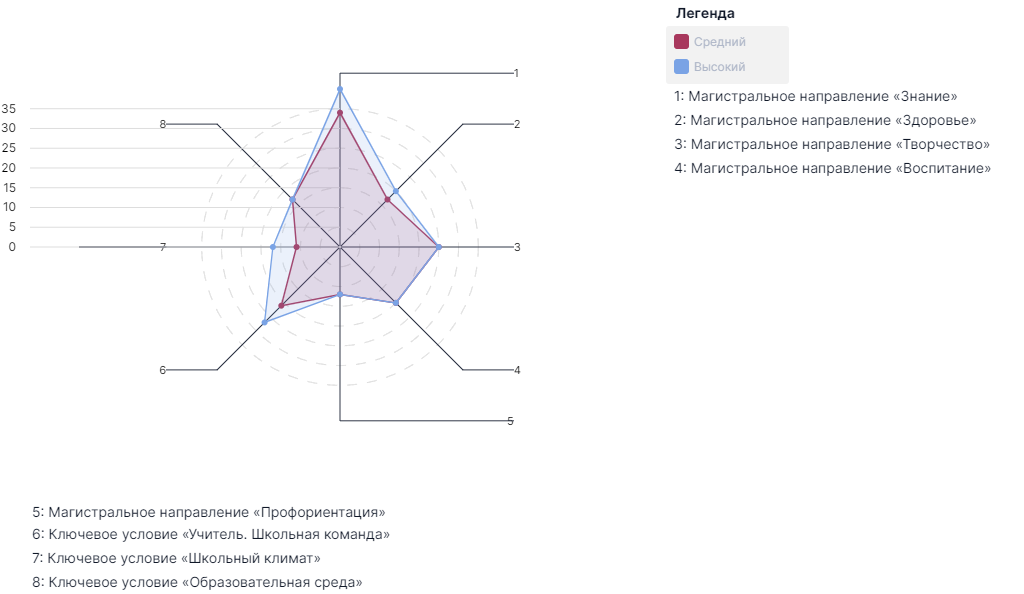 Легенда
Средний
Высокий
1: Магистральное направление «Знание»
2: Магистральное направление «Здоровье»
3: Магистральное направление «Творчество»
4: Магистральное направление «Воспитание»
1
2
3
4
5
6
7
8
35
30
25
20
15
10
5
0
5: Магистральное направление «Профориентация»
6: Ключевое условие «Учитель. Школьная команда»
7: Ключевое условие «Школьный климат»
8: Ключевое условие «Образовательная среда»